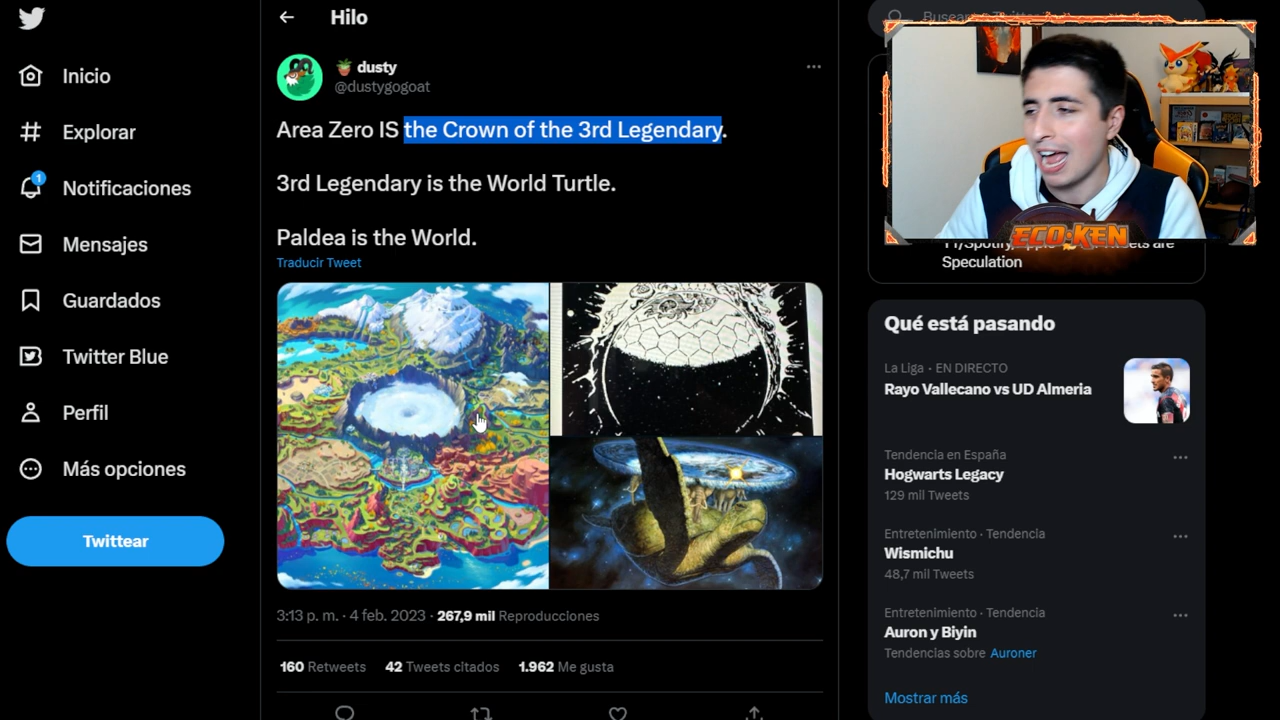 Hilo
Inicio
Explorar
1
Notificaciones
Mensajes
Guardados
Twitter Blue
Perfil
Más opciones
Twittear
dusty
@dustygogoat
Area Zero IS the Crown of the 3rd Legendary.
3rd Legendary is the World Turtle.
Paldea is the World.
Traducir Tweet
3:13 p. m. · 4 feb. 2023 · 267,9 mil Reproducciones
160 Retweets 42 Tweets citados 1.962 Me gusta
ECO-KEN
Speculation
Qué está pasando
La Liga · EN DIRECTO
Rayo Vallecano vs UD Almeria
Tendencia en España
Hogwarts Legacy
129 mil Tweets
Entretenimiento · Tendencia
Wismichu
48,7 mil Tweets
Entretenimiento · Tendencia
Auron y Biyin
Tendencias sobre Auroner
Mostrar más